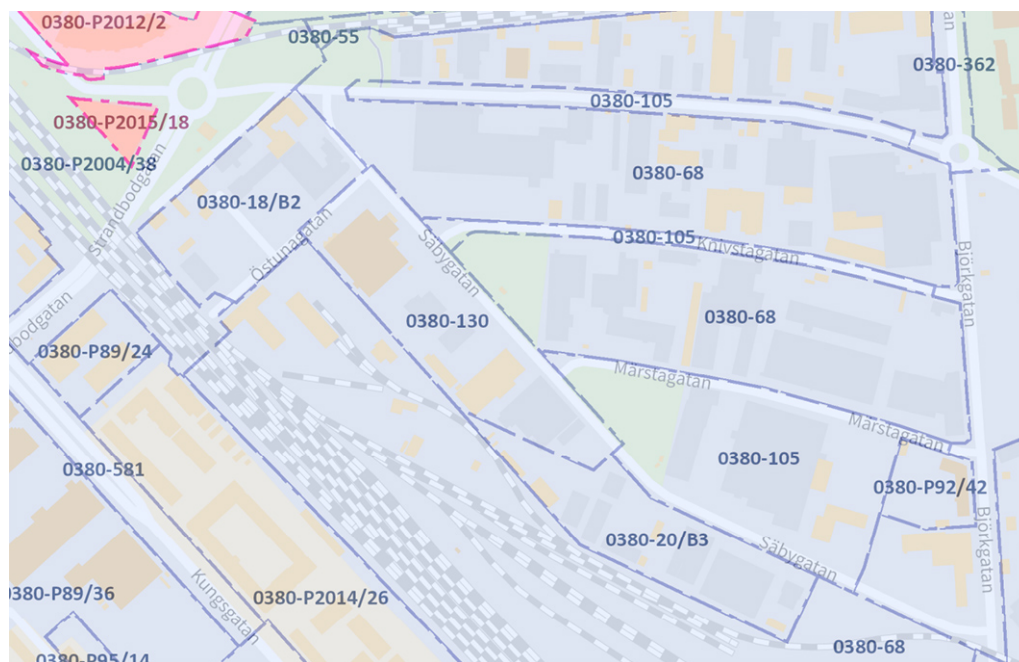 0380-P2012/2
0380-55
0380-362
0380-105
0380-P2015/18
0380-P2004/38
0380-68
0380-18/B2
Strandbodgatan
Östunagatan
Säbygatan
0380-105
Knivstagatan
Björkgatan
bodgatan
0380-130
0380-68
0380-P89/24
Märstagatan
Märstagatan
0380-581
0380-105
0380-P92/42
0380-20/B3
Säbygatan
Björkgatan
0380-P89/36
Kungsgatan
0380-P2014/26
0380-68
0380-P95/14